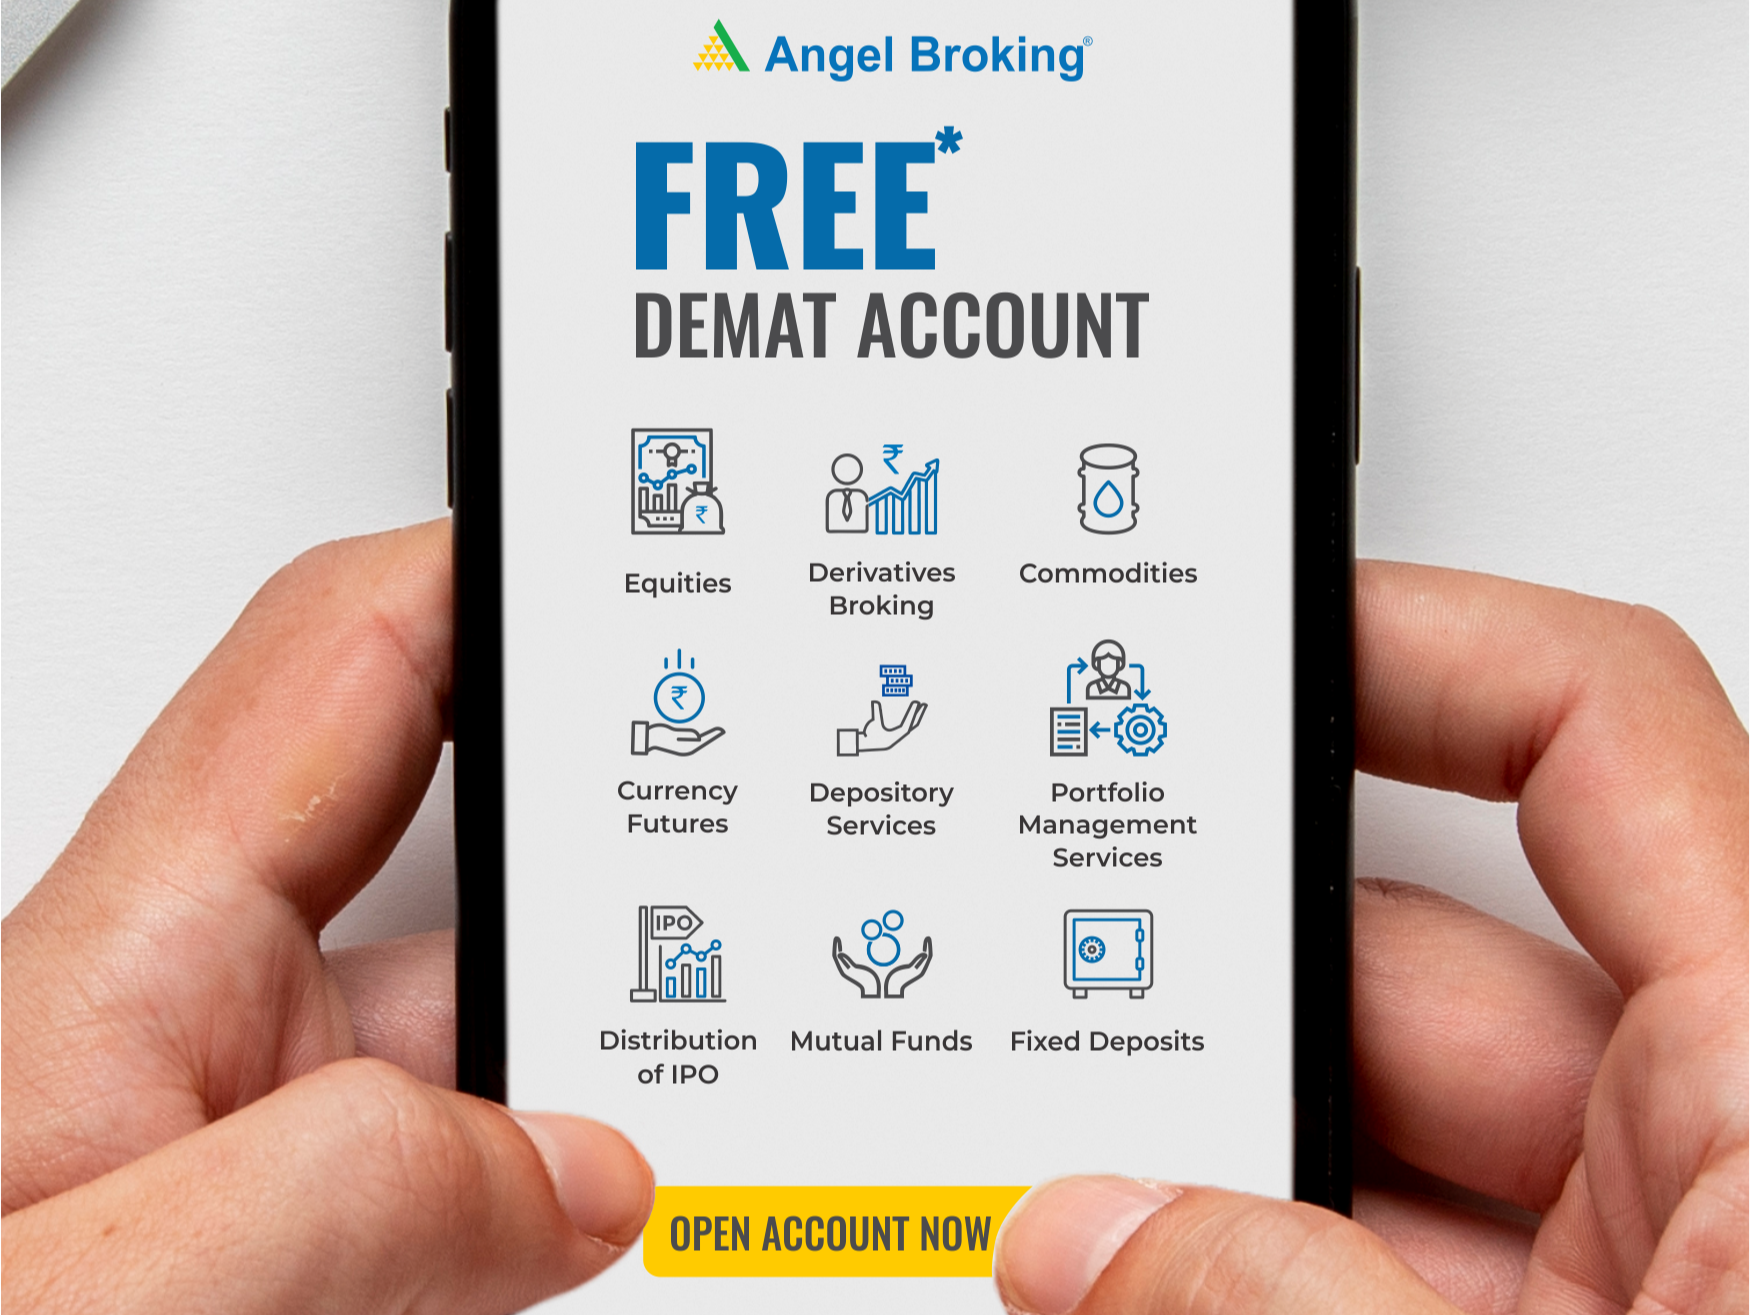 Angel Broking®
FREE*
DEMAT ACCOUNT
₹
₹
Equities
Derivatives
Broking
Commodities
₹
Currency
Futures
Depository
Services
Portfolio
Management
Services
IPO
Distribution
of IPO
Mutual Funds
Fixed Deposits
OPEN ACCOUNT NOW